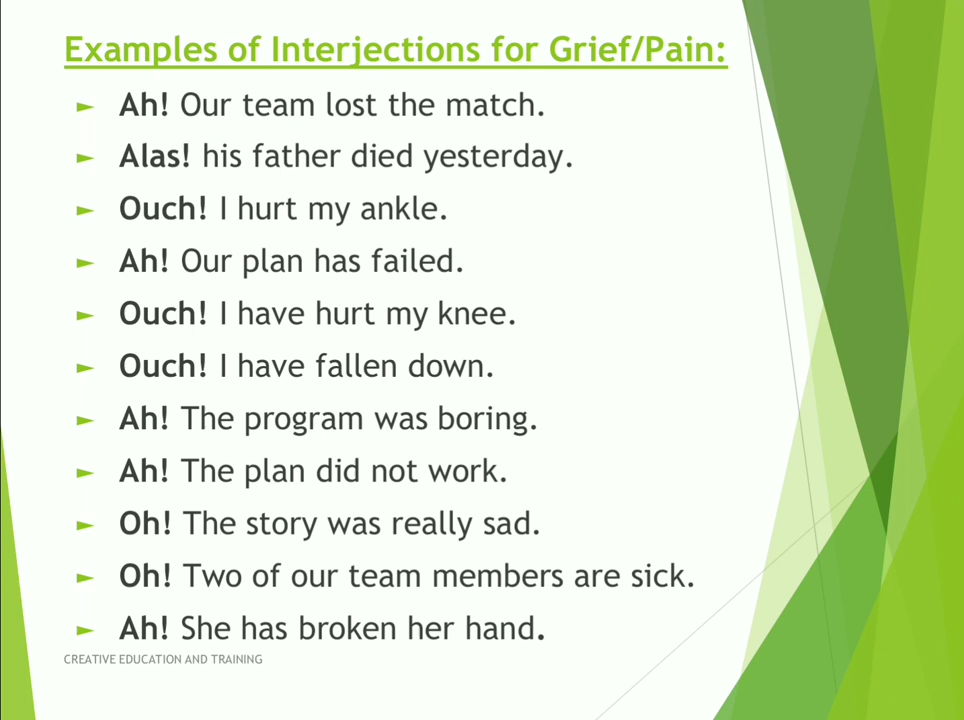 Examples of Interjections for Grief/Pain:
► Ah! Our team lost the match.
► Alas! his father died yesterday.
► Ouch! I hurt my ankle.
► Ah! Our plan has failed.
► Ouch! I have hurt my knee.
► Ouch! I have fallen down.
► Ah! The program was boring.
► Ah! The plan did not work.
► Oh! The story was really sad.
► Oh! Two of our team members are sick.
► Ah! She has broken her hand.
CREATIVE EDUCATION AND TRAINING